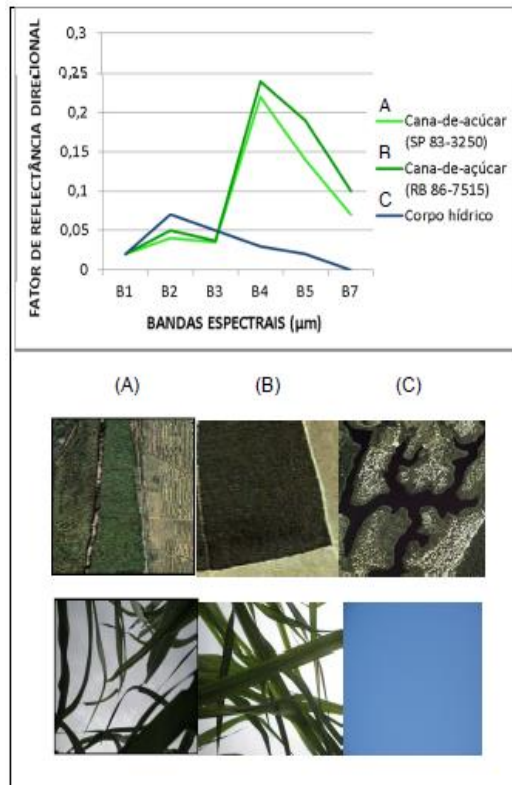 FATOR DE REFLECTÂNCIA DIRECIONAL
0,3
0,25
0,2
0,15
0,1
0,05
0
B1 B2 B3 B4 B5 B7
BANDAS ESPECTRAIS (µm)
A
Cana-de-acúcar
(SP 83-3250)
B
Cana-de-açúcar
(RB 86-7515)
C
Corpo hídrico
(A) (B) (C)